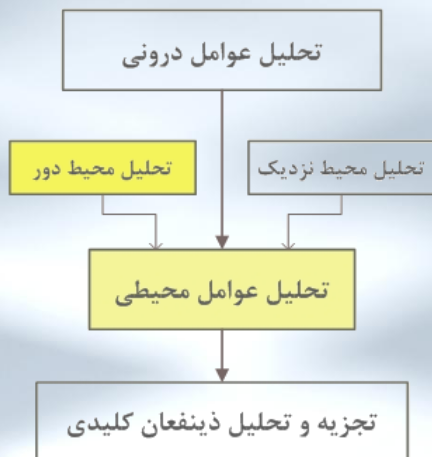 تحلیل عوامل درونی
تحلیل محیط نزدیک
تحلیل محیط دور
تحلیل عوامل محیطی
تجزیه و تحلیل ذینفعان کلیدی